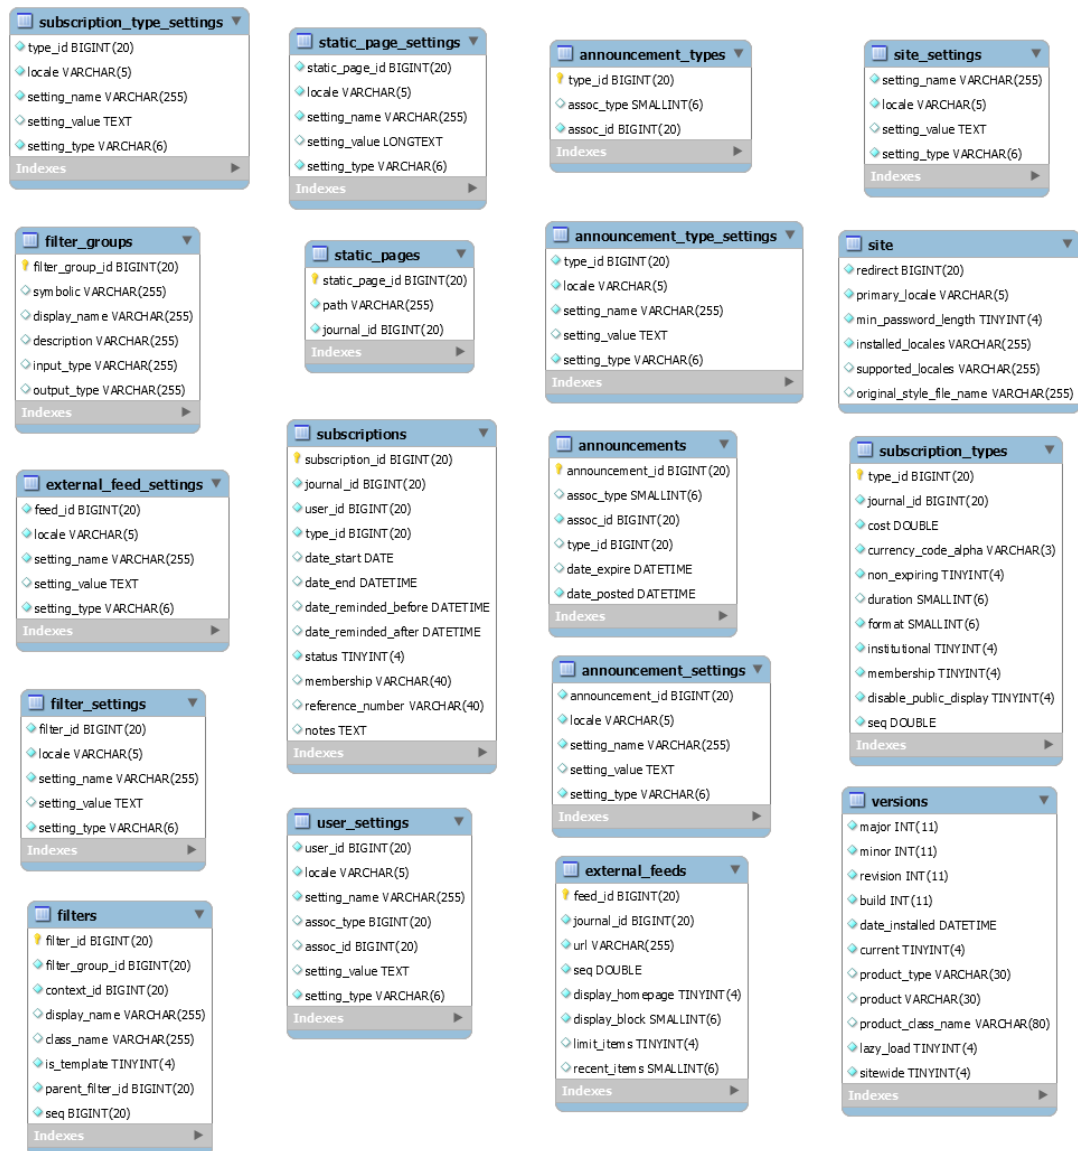 subscription_type_settings
type_id BIGINT(20)
locale VARCHAR(5)
setting_name VARCHAR(255)
setting_value TEXT
setting_type VARCHAR(6)
Indexes
filter_groups
filter_group_id BIGINT(20)
symbolic VARCHAR(255)
display_name VARCHAR(255)
description VARCHAR(255)
input_type VARCHAR(255)
output_type VARCHAR(255)
Indexes
external_feed_settings
feed_id BIGINT(20)
locale VARCHAR(5)
setting_name VARCHAR(255)
setting_value TEXT
setting_type VARCHAR(6)
Indexes
filter_settings
filter_id BIGINT(20)
locale VARCHAR(5)
setting_name VARCHAR(255)
setting_value TEXT
setting_type VARCHAR(6)
Indexes
filters
filter_id BIGINT(20)
filter_group_id BIGINT(20)
context_id BIGINT(20)
display_name VARCHAR(255)
class_name VARCHAR(255)
is_template TINYINT(4)
parent_filter_id BIGINT(20)
seq BIGINT(20)
Indexes
static_page_settings
static_page_id BIGINT(20)
locale VARCHAR(5)
setting_name VARCHAR(255)
setting_value LONGTEXT
setting_type VARCHAR(6)
Indexes
static_pages
static_page_id BIGINT(20)
path VARCHAR(255)
journal_id BIGINT(20)
Indexes
subscriptions
subscription_id BIGINT(20)
journal_id BIGINT(20)
user_id BIGINT(20)
type_id BIGINT(20)
date_start DATE
date_end DATETIME
date_reminded_before DATETIME
date_reminded_after DATETIME
status TINYINT(4)
membership VARCHAR(40)
reference_number VARCHAR(40)
notes TEXT
Indexes
user_settings
user_id BIGINT(20)
locale VARCHAR(5)
setting_name VARCHAR(255)
assoc_type BIGINT(20)
assoc_id BIGINT(20)
setting_value TEXT
setting_type VARCHAR(6)
Indexes
announcement_types
type_id BIGINT(20)
assoc_type SMALLINT(6)
assoc_id BIGINT(20)
Indexes
announcement_type_settings
type_id BIGINT(20)
locale VARCHAR(5)
setting_name VARCHAR(255)
setting_value TEXT
setting_type VARCHAR(6)
Indexes
announcements
announcement_id BIGINT(20)
assoc_type SMALLINT(6)
assoc_id BIGINT(20)
type_id BIGINT(20)
date_expire DATETIME
date_posted DATETIME
Indexes
announcement_settings
announcement_id BIGINT(20)
locale VARCHAR(5)
setting_name VARCHAR(255)
setting_value TEXT
setting_type VARCHAR(6)
Indexes
external_feeds
feed_id BIGINT(20)
journal_id BIGINT(20)
url VARCHAR(255)
seq DOUBLE
display_homepage TINYINT(4)
display_block SMALLINT(6)
limit_items TINYINT(4)
recent_items SMALLINT(6)
Indexes
site_settings
setting_name VARCHAR(255)
locale VARCHAR(5)
setting_value TEXT
setting_type VARCHAR(6)
Indexes
site
redirect BIGINT(20)
primary_locale VARCHAR(5)
min_password_length TINYINT(4)
installed_locales VARCHAR(255)
supported_locales VARCHAR(255)
original_style_file_name VARCHAR(255)
subscription_types
type_id BIGINT(20)
journal_id BIGINT(20)
cost DOUBLE
currency_code_alpha VARCHAR(3)
non_expiring TINYINT(4)
duration SMALLINT(6)
format SMALLINT(6)
institutional TINYINT(4)
membership TINYINT(4)
disable_public_display TINYINT(4)
seq DOUBLE
Indexes
versions
major INT(11)
minor INT(11)
revision INT(11)
build INT(11)
date_installed DATETIME
current TINYINT(4)
product_type VARCHAR(30)
product VARCHAR(30)
product_class_name VARCHAR(80)
lazy_load TINYINT(4)
sitewide TINYINT(4)
Indexes